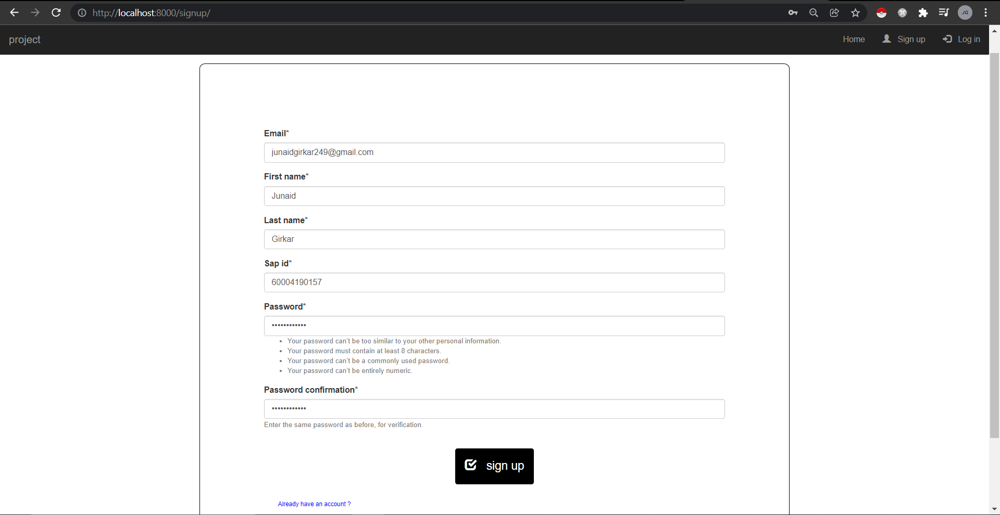 http://localhost:8000/signup/
JG
project
Home Sign up Log in
Email*
junaidgirkar249@gmail.com
First name*
Junaid
Last name*
Girkar
Sap id*
60004190157
Password*
••••••••••••
• Your password can't be too similar to your other personal information.
• Your password must contain at least 8 characters.
• Your password can't be a commonly used password.
• Your password can't be entirely numeric.
Password confirmation*
••••••••••••
Enter the same password as before, for verification.
sign up
Already have an account ?